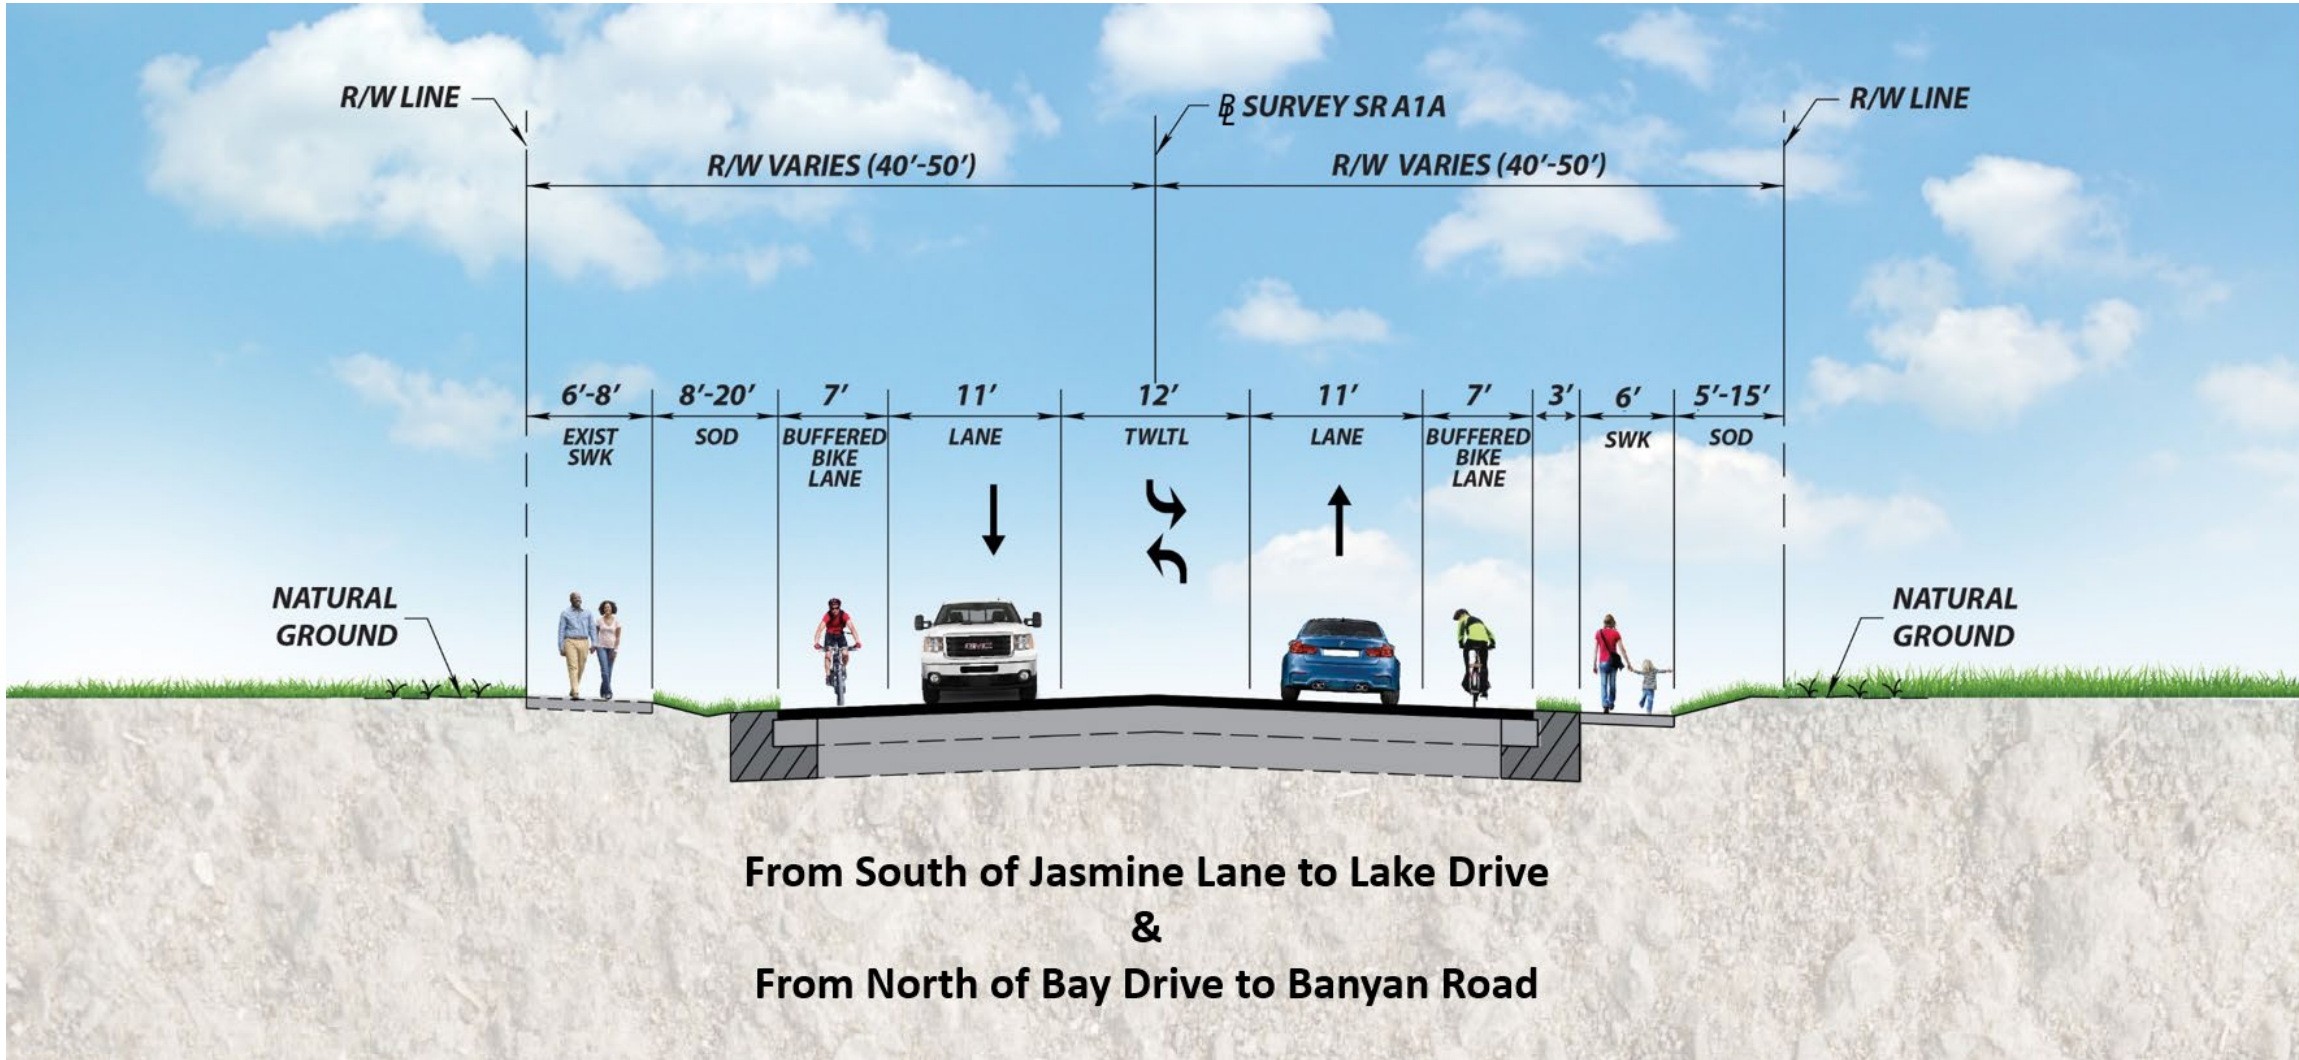 R/W LINE
℄ SURVEY SR A1A
R/W LINE
R/W VARIES (40'-50')
R/W VARIES (40'-50')
6'-8'
8'-20'
7'
11'
12'
11'
7'
3'
6'
5'-15'
EXIST
SWK
SOD
BUFFERED
BIKE
LANE
LANE
TWLTL
LANE
BUFFERED
BIKE
LANE
SWK
SOD
NATURAL
GROUND
NATURAL
GROUND
GMC
From South of Jasmine Lane to Lake Drive
&
From North of Bay Drive to Banyan Road